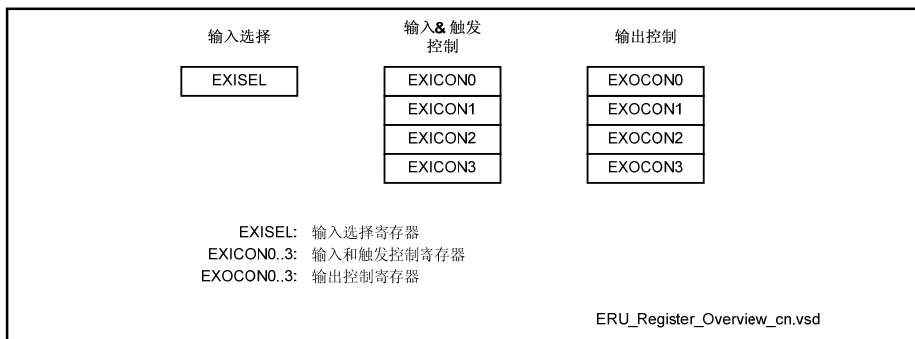 输入选择
输入& 触发
控制
输出控制
EXISEL
EXICON0
EXOCON0
EXICON1
EXOCON1
EXICON2
EXOCON2
EXICON3
EXOCON3
EXISEL: 输入选择寄存器
EXICON0..3: 输入和触发控制寄存器
EXOCON0..3: 输出控制寄存器
ERU_Register_Overview_cn.vsd